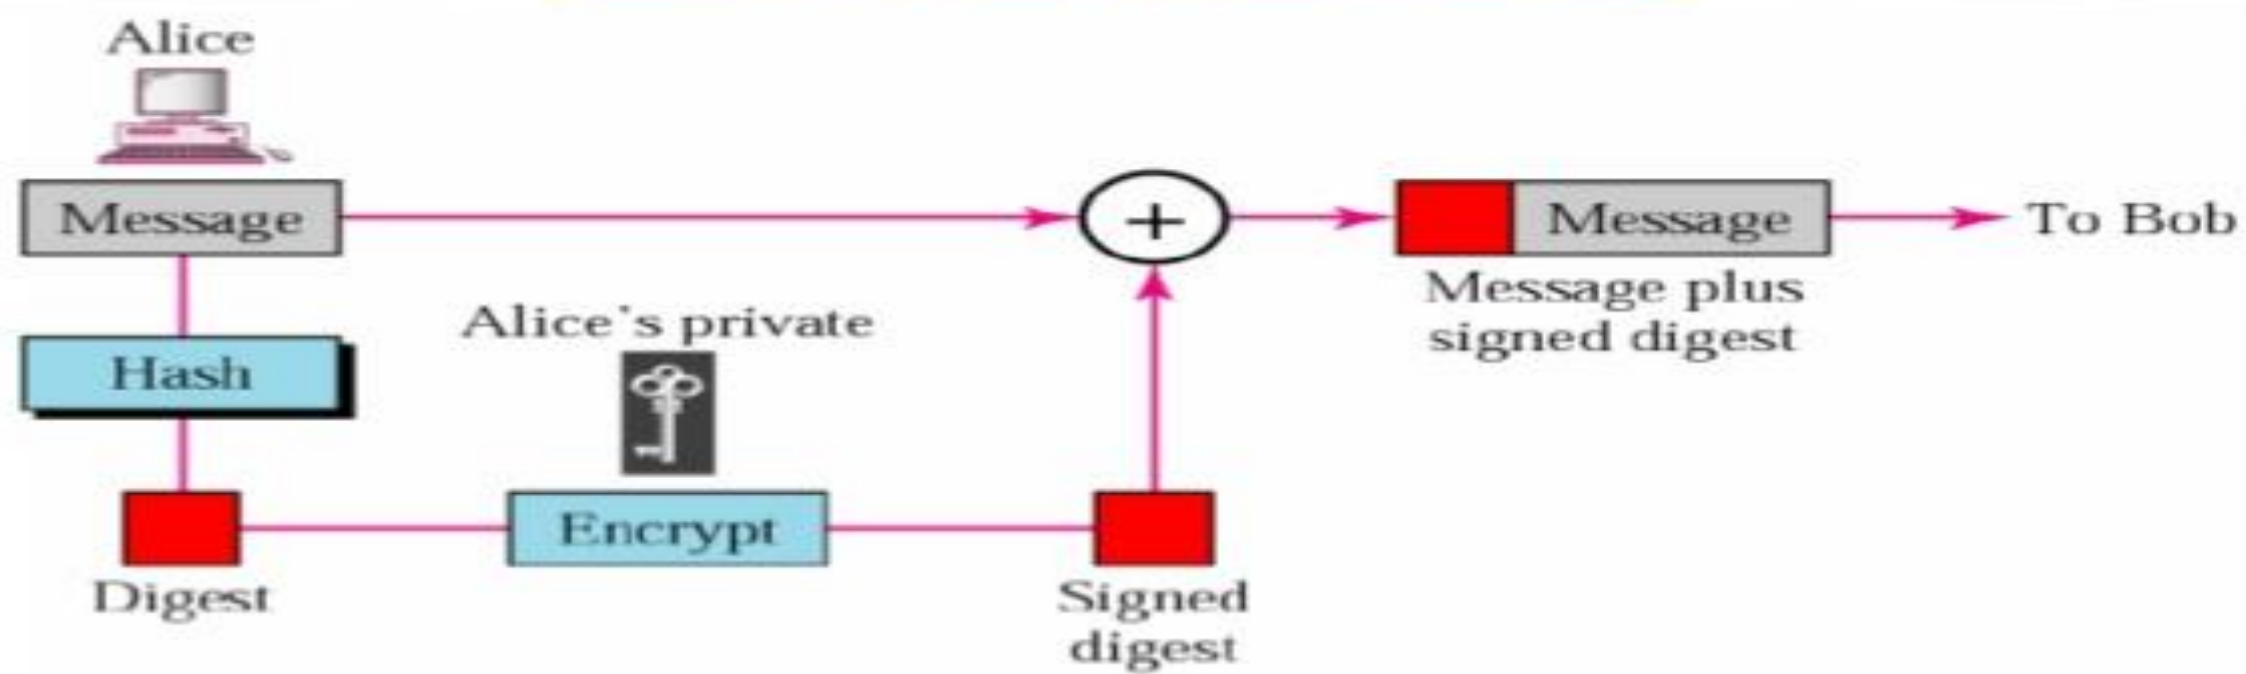 Alice
Message
+
Message
To Bob
Message plus
signed digest
Alice's private
Hash
Encrypt
Digest
Signed
digest